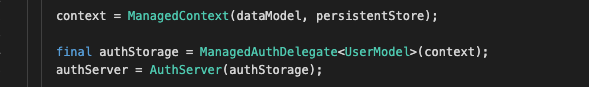 context = ManagedContext(dataModel, persistentStore);
final authStorage = ManagedAuthDelegate<UserModel>(context);
authServer = AuthServer(authStorage);